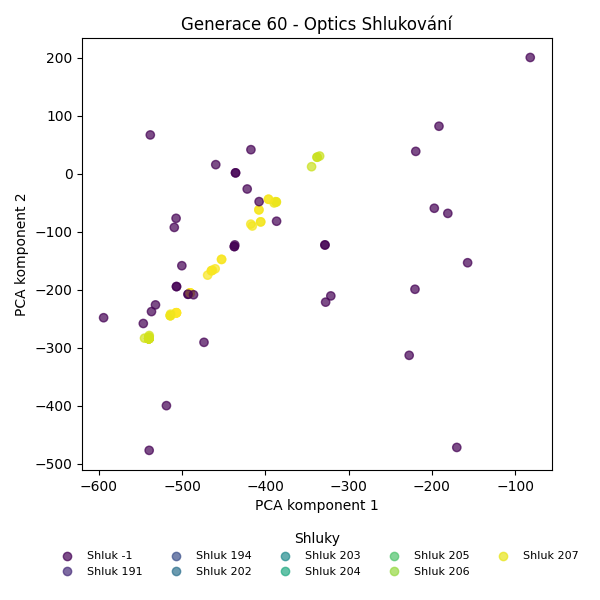 Generace 60 - Optics Shlukování
PCA komponent 2
200
100
0
−100
−200
−300
−400
−500
−600 −500 −400 −300 −200 −100
PCA komponent 1
Shluky
Shluk -1 Shluk 194 Shluk 203 Shluk 205 Shluk 207
Shluk 191 Shluk 202 Shluk 204 Shluk 206